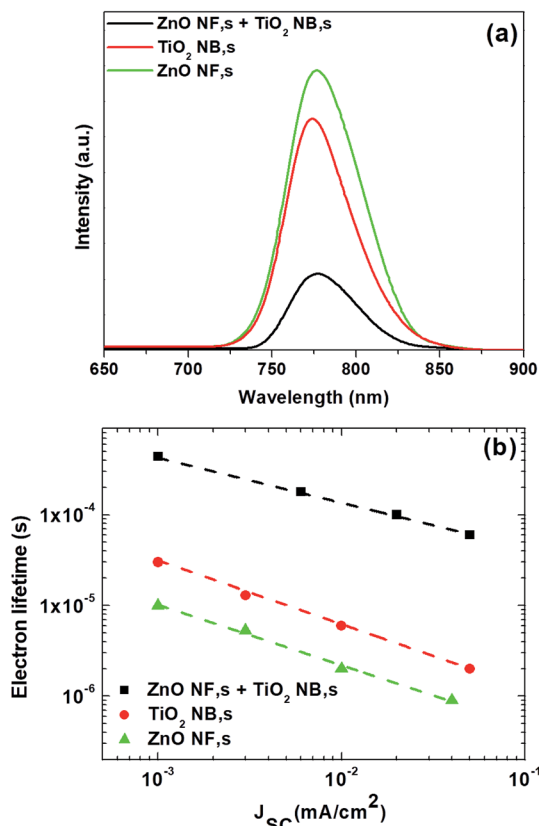 ZnO NF,s + TiO₂ NB,s
TiO₂ NB,s
ZnO NF,s
(a)
Intensity (a.u.)
650 700 750 800 850 900
Wavelength (nm)
(b)
Electron lifetime (s)
1x10⁻⁴
1x10⁻⁵
10⁻⁶
ZnO NF,s + TiO₂ NB,s
TiO₂ NB,s
ZnO NF,s
10⁻³ 10⁻² 10⁻¹
J_SC(mA/cm²)